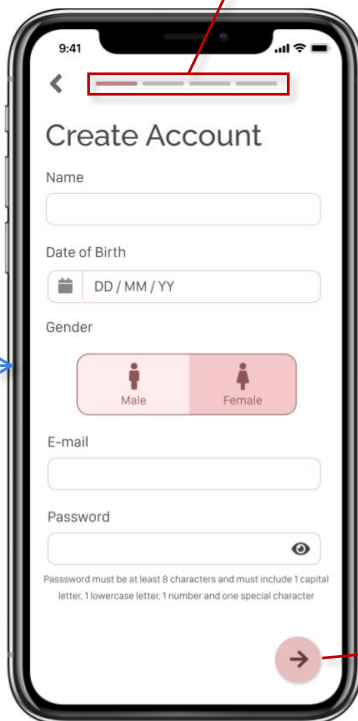 9:41
Create Account
Name
Date of Birth
DD / MM / YY
Gender
Male Female
E-mail
Password
Passsword must be at least 8 characters and must include 1 capital
letter, 1 lowercase letter, 1 number and one special character